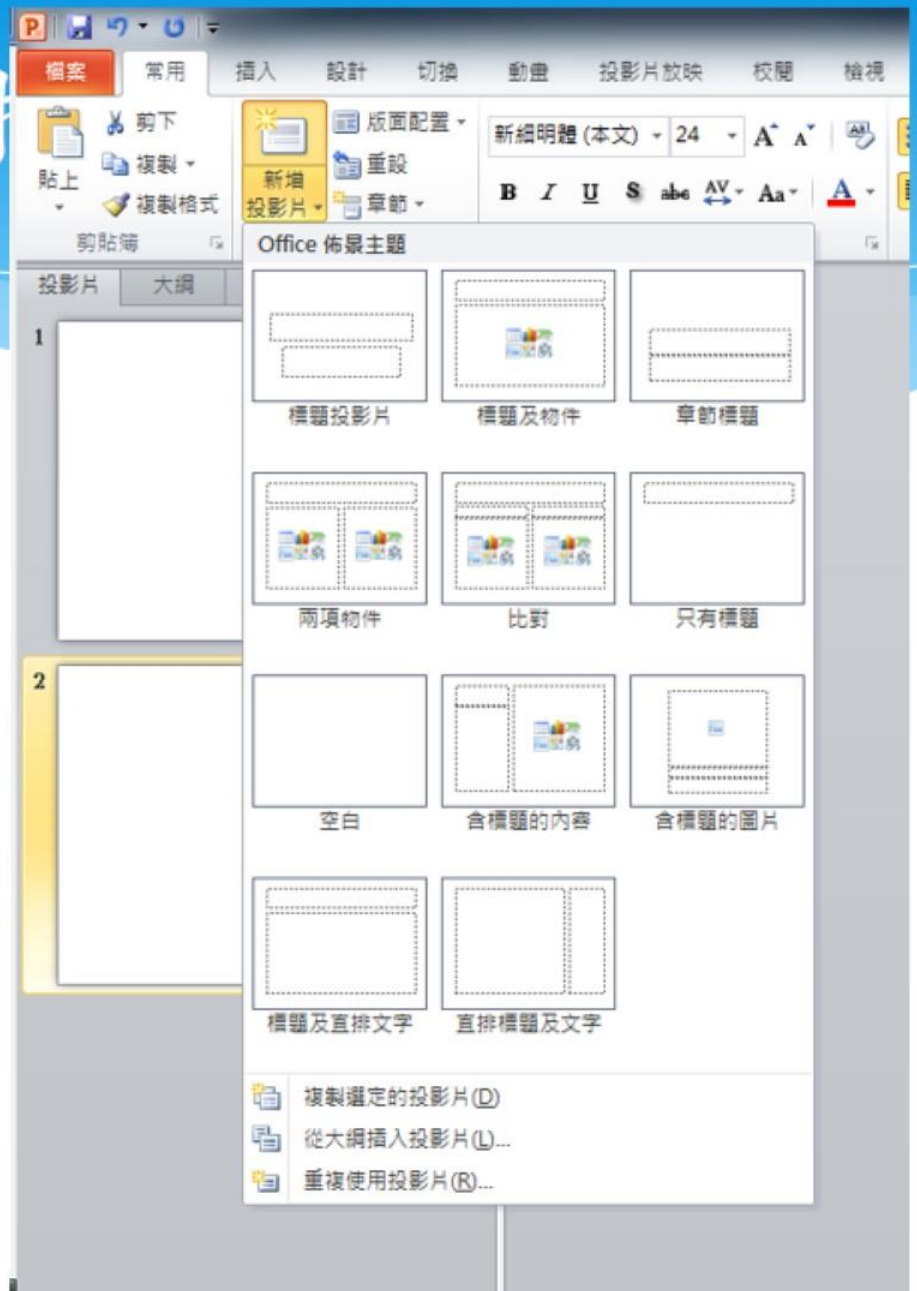 檔案 常用 插入 設計 切換 動畫 投影片放映 校閱 檢視
貼上
剪下
複製
複製格式
剪貼簿
新增
投影片
版面配置
重設
章節
新細明體 (本文) 24 A A
B I U S abc AV Aa A
Office 佈景主題
投影片 大綱
1
2
標題投影片 標題及物件 章節標題
兩項物件 比對 只有標題
空白 含標題的內容 含標題的圖片
標題及直排文字 直排標題及文字
複製選定的投影片(D)
從大綱插入投影片(L)...
重複使用投影片(R)...